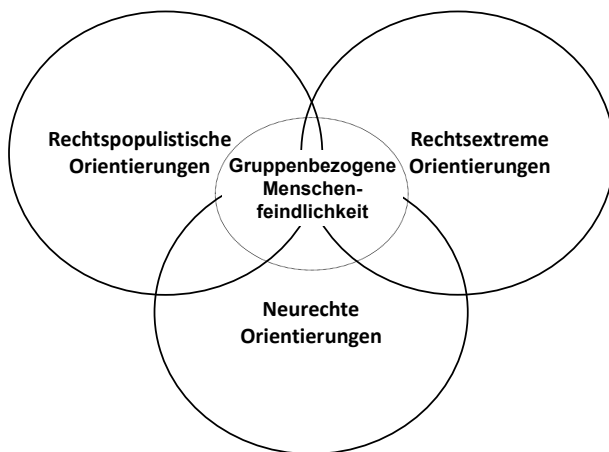 Rechtspopulistische
Orientierungen
Rechtsextreme
Orientierungen
Gruppenbezogene
Menschen-
feindlichkeit
Neurechte
Orientierungen